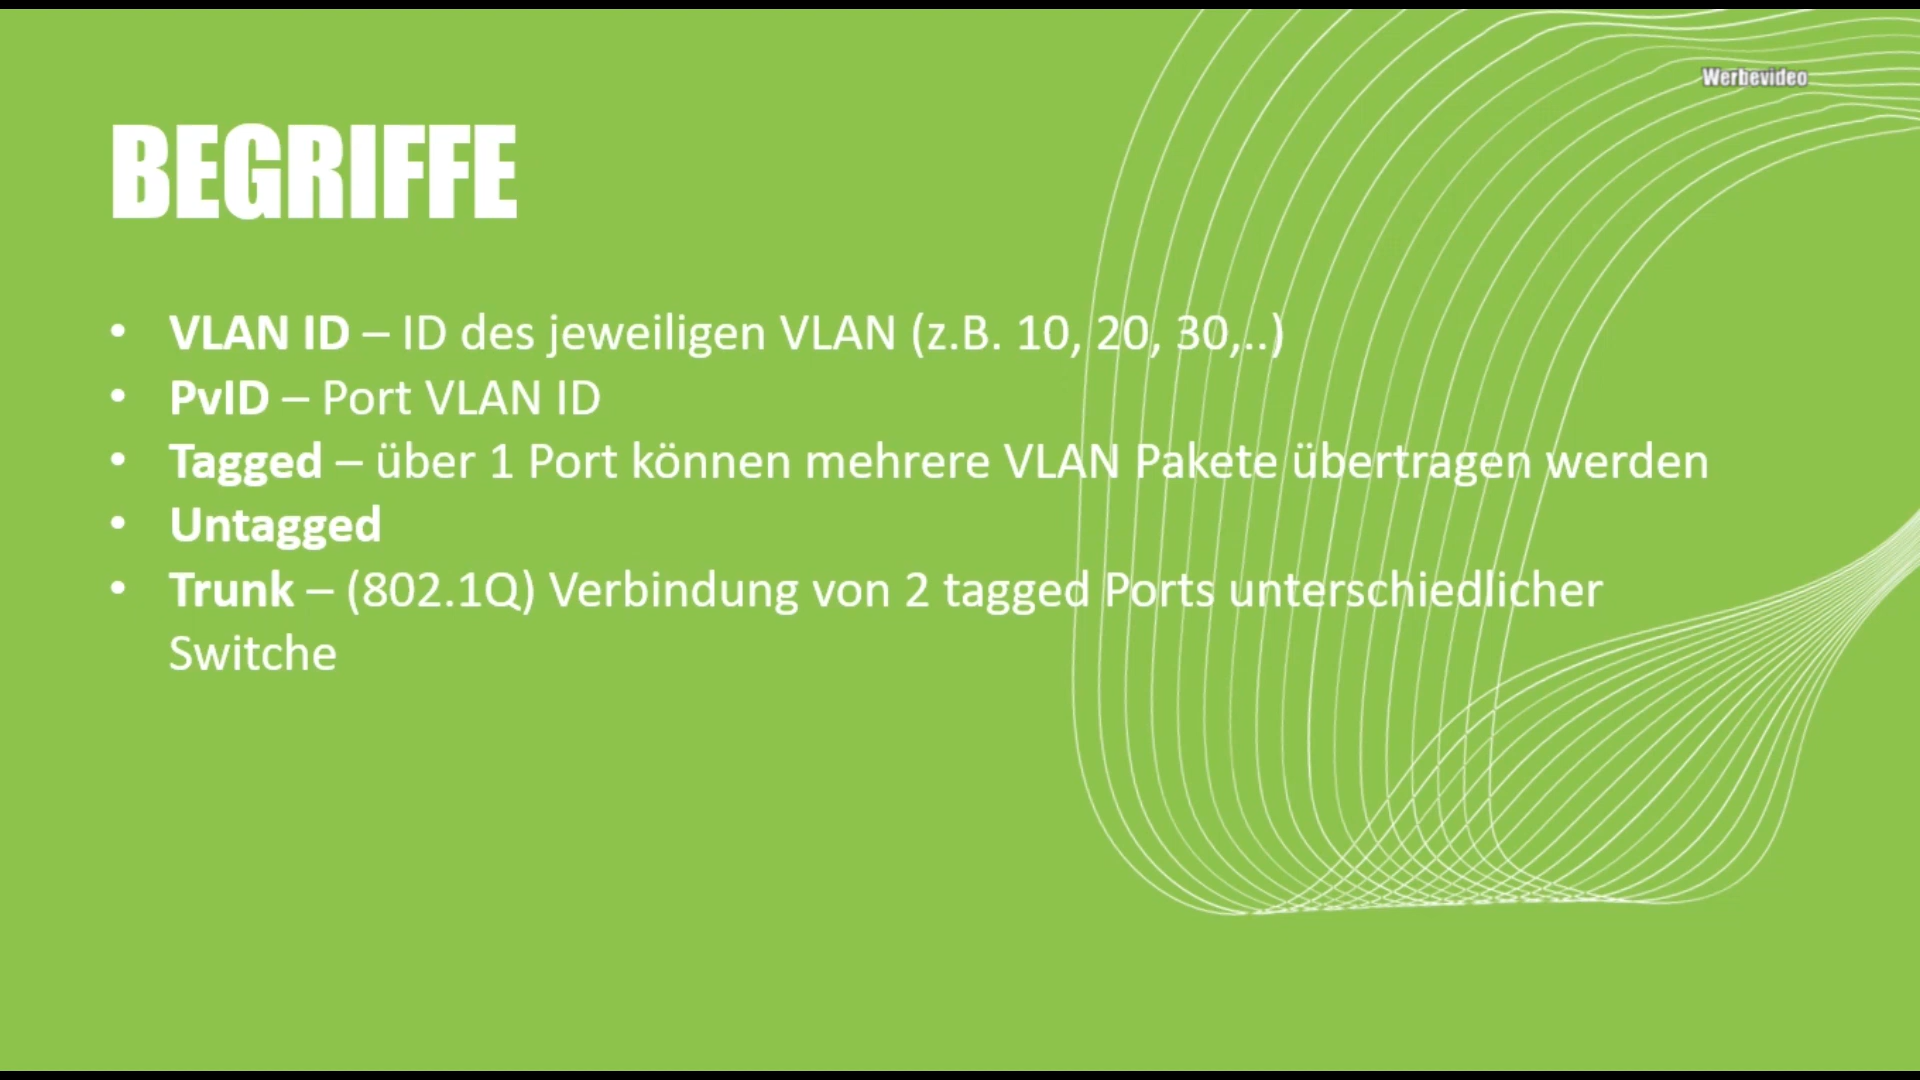 Werbevideo
BEGRIFFE
• VLAN ID – ID des jeweiligen VLAN (z.B. 10, 20, 30,..)
• PvID – Port VLAN ID
• Tagged – über 1 Port können mehrere VLAN Pakete übertragen werden
• Untagged
• Trunk – (802.1Q) Verbindung von 2 tagged Ports unterschiedlicher
Switche